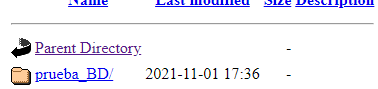 Name Last modified Size Description
Parent Directory -
prueba_BD/ 2021-11-01 17:36 -